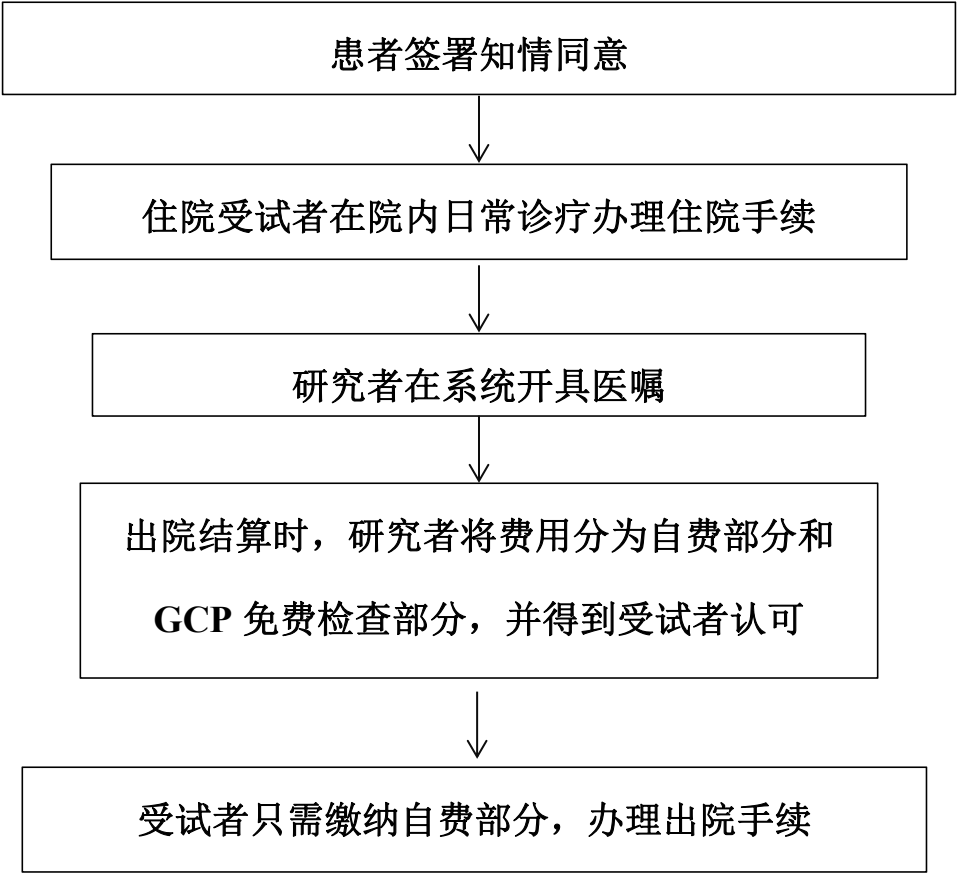 患者签署知情同意
住院受试者在院内日常诊疗办理住院手续
研究者在系统开具医嘱
出院结算时，研究者将费用分为自费部分和
GCP 免费检查部分，并得到受试者认可
受试者只需缴纳自费部分，办理出院手续